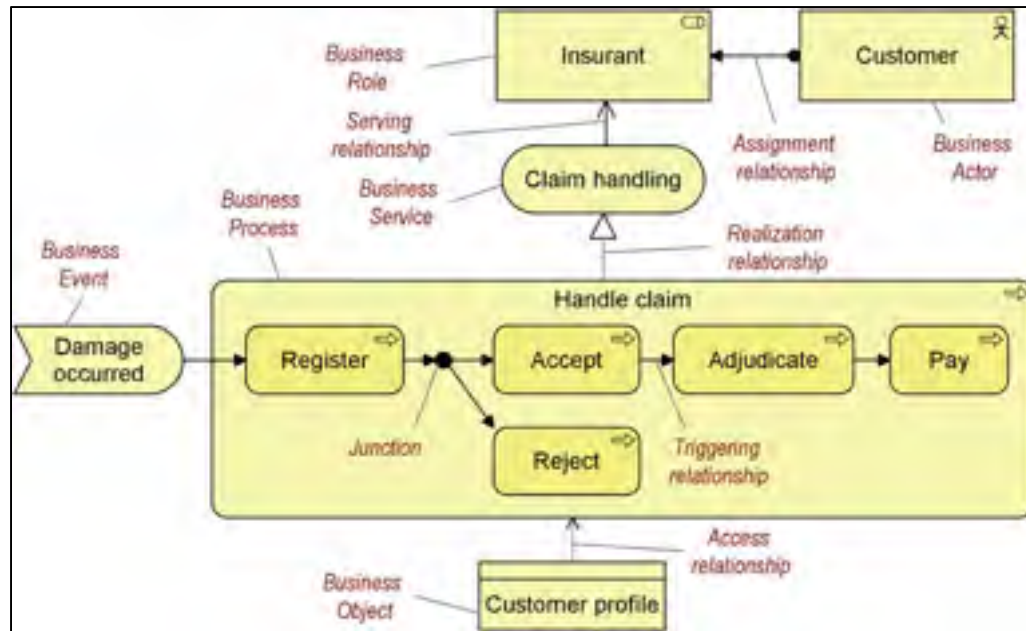 Business
Role
Insurant
Customer
Serving
relationship
Assignment
relationship
Business
Actor
Claim handling
Business
Service
Business
Process
Realization
relationship
Business
Event
Handle claim
Damage
occurred
Register
Accept
Adjudicate
Pay
Junction
Reject
Triggering
relationship
Access
relationship
Business
Object
Customer profile